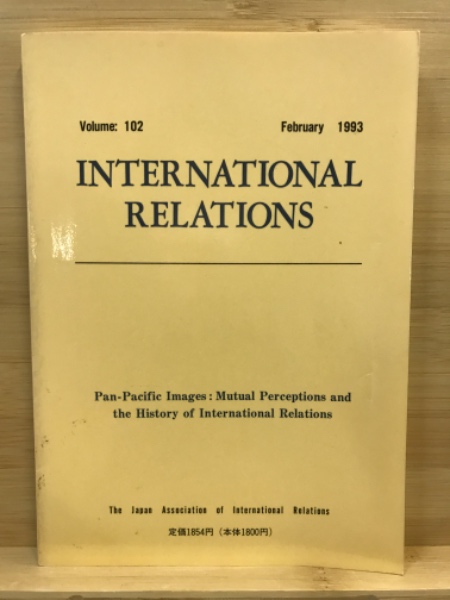 Volume: 102 February 1993
INTERNATIONAL
RELATIONS
Pan-Pacific Images: Mutual Perceptions and
the History of International Relations
The Japan Association of International Relations
定価1854円 (本体1800円)